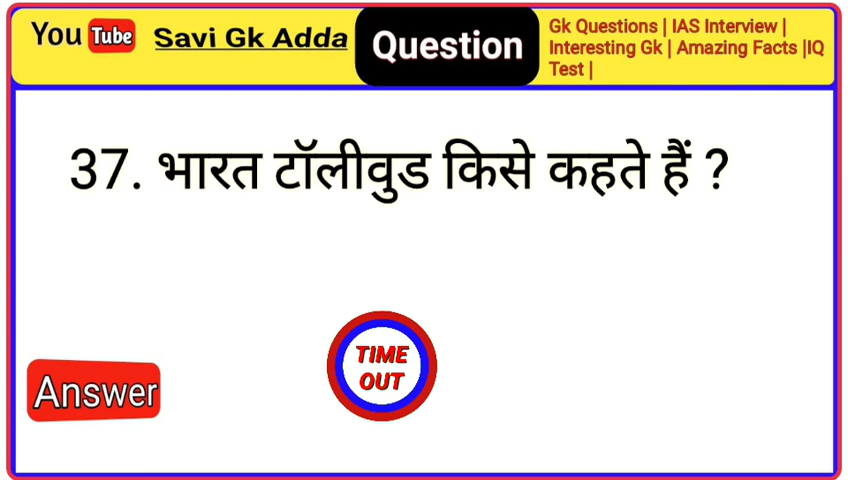 You Tube Savi Gk Adda
Question
Gk Questions | IAS Interview |
Interesting Gk | Amazing Facts |IQ
Test |
37. भारत टॉलीवुड किसे कहते हैं ?
TIME
OUT
Answer